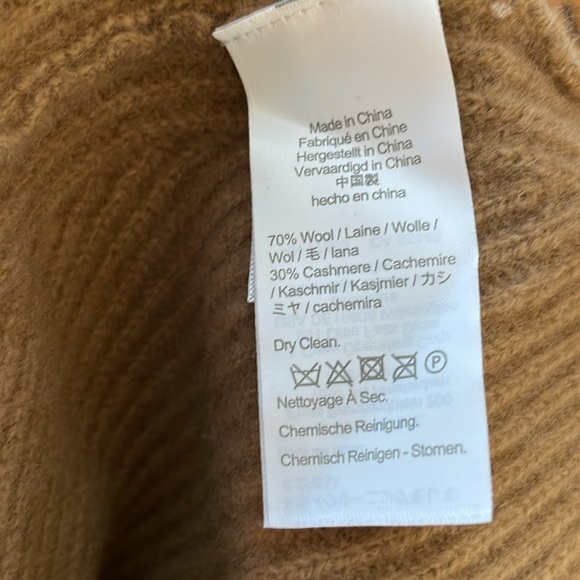 Made in China
Fabriqué en Chine
Hergestellt in China
Vervaardigd in China
中国製
hecho en china
70% Wool / Laine / Wolle /
Wol / 毛 / lana
30% Cashmere / Cachemire
/ Kaschmir / Kasjmier / カシ
ミヤ / cachemira
Dry Clean.
P
Nettoyage À Sec.
Chemische Reinigung.
Chemisch Reinigen - Stomen.